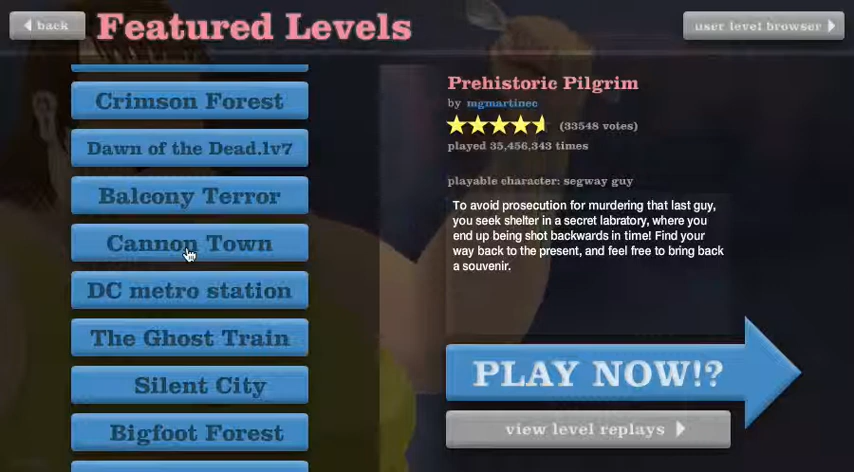 back
Featured Levels
user level browser
Crimson Forest
Dawn of the Dead.lv7
Balcony Terror
Cannon Town
DC metro station
The Ghost Train
Silent City
Bigfoot Forest
Prehistoric Pilgrim
by mgmartinec
(33548 votes)
played 35,456,343 times
playable character: segway guy
To avoid prosecution for murdering that last guy,
you seek shelter in a secret labratory, where you
end up being shot backwards in time! Find your
way back to the present, and feel free to bring back
a souvenir.
PLAY NOW!?
view level replays